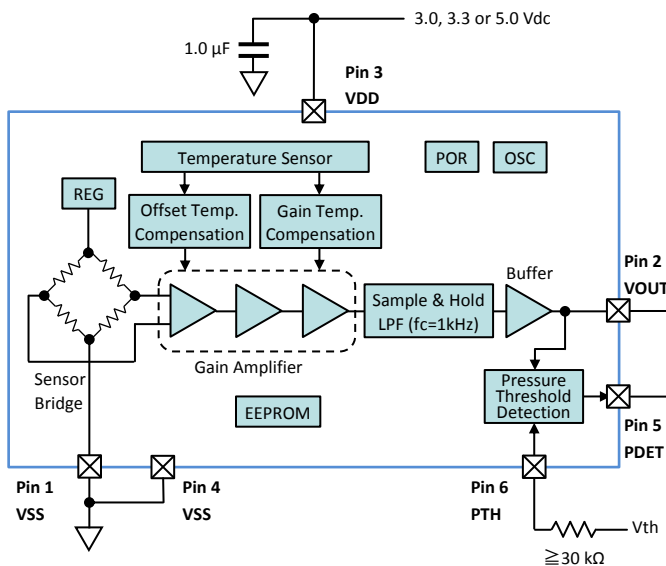 3.0, 3.3 or 5.0 Vdc
1.0 µF
Pin 3
VDD
Temperature Sensor
POR
OSC
REG
Offset Temp.
Compensation
Gain Temp.
Compensation
Buffer
Pin 2
VOUT
Sample & Hold
LPF (fc=1kHz)
Gain Amplifier
Sensor
Bridge
Pressure
Threshold
Detection
EEPROM
Pin 5
PDET
Pin 1
VSS
Pin 4
VSS
Pin 6
PTH
Vth
≧30 kΩ